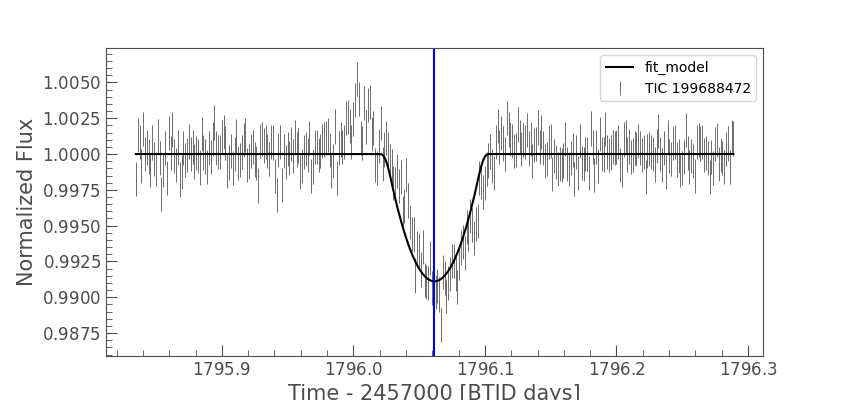 fit_model
TIC 199688472
Normalized Flux
1.0050
1.0025
1.0000
0.9975
0.9950
0.9925
0.9900
0.9875
1795.9 1796.0 1796.1 1796.2 1796.3
Time - 2457000 [BTJD days]